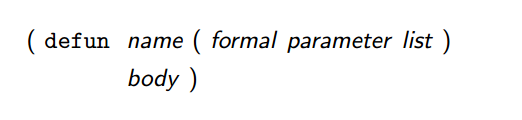 ( defun name ( formal parameter list )
body )